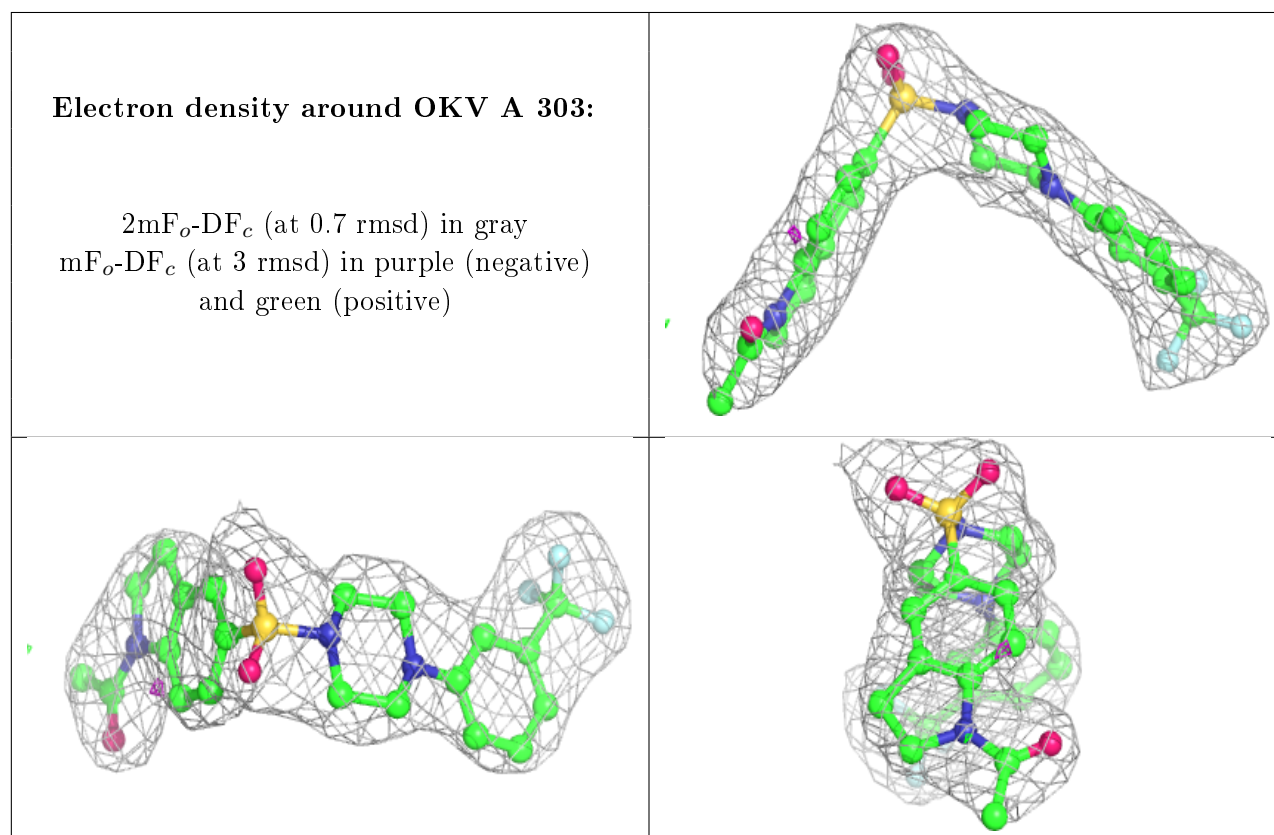 Electron density around OKV A 303:
2mFₒ-DF𝑐 (at 0.7 rmsd) in gray
mFₒ-DF𝑐 (at 3 rmsd) in purple (negative)
and green (positive)